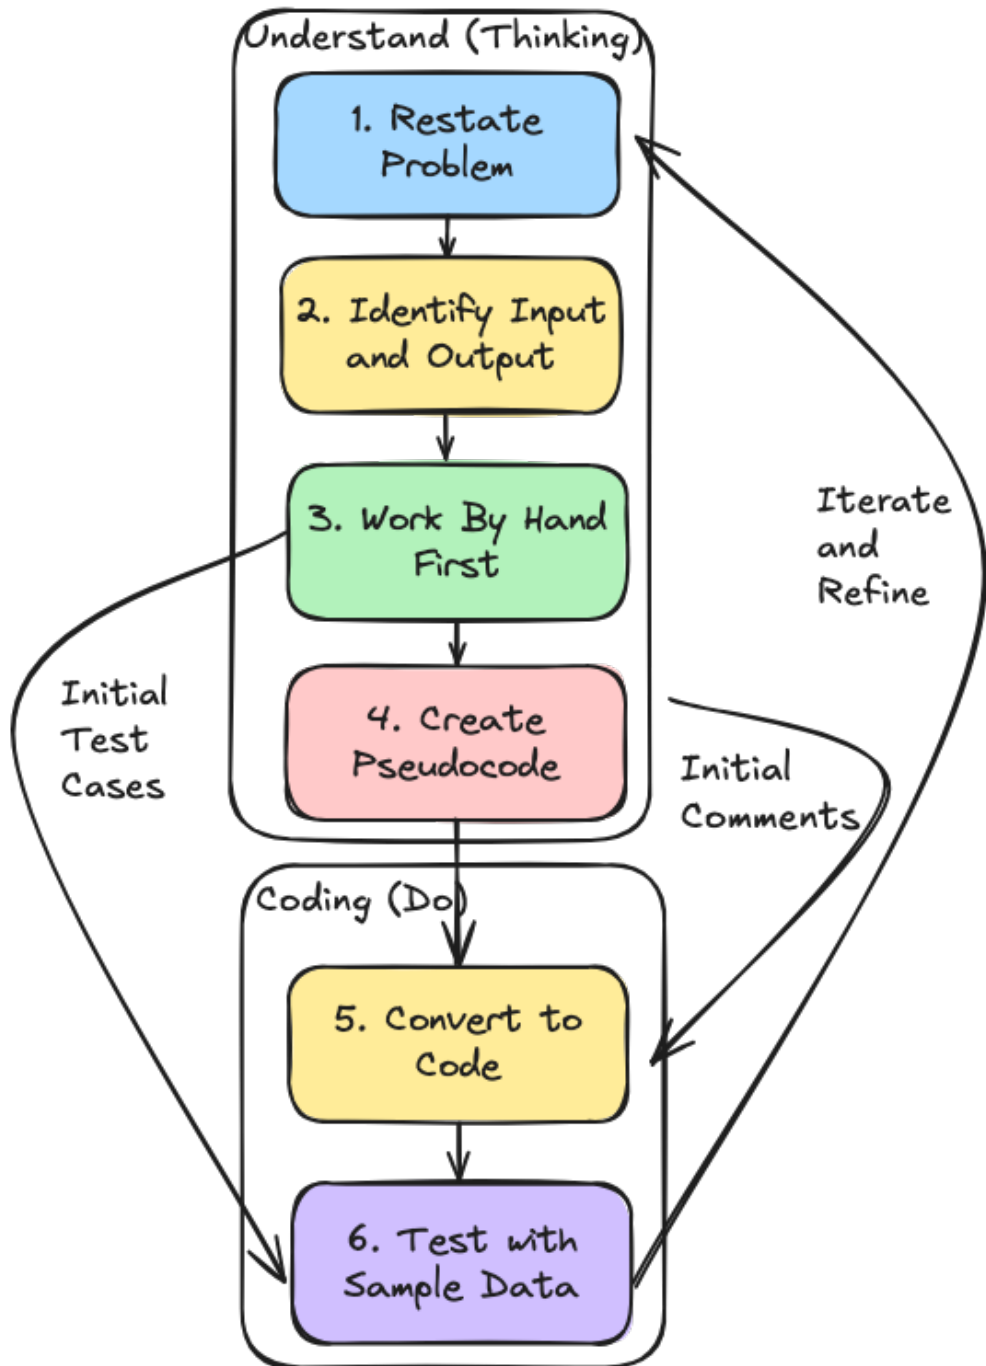 Understand (Thinking)
1. Restate
Problem
2. Identify Input
and Output
3. Work By Hand
First
Iterate
and
Refine
Initial
Test
Cases
4. Create
Pseudocode
Initial
Comments
Coding (Do)
5. Convert to
Code
6. Test with
Sample Data